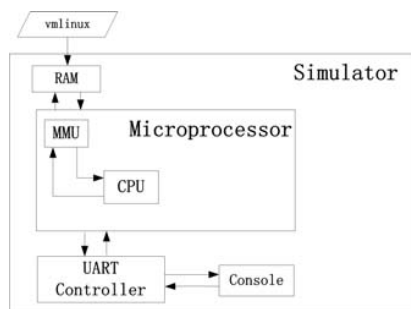 vmlinux
Simulator
RAM
Microprocessor
MMU
CPU
UART
Controller
Console